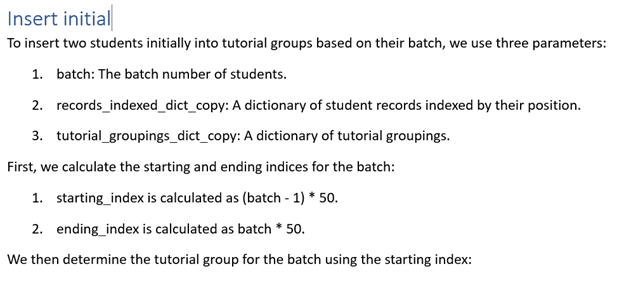 Insert initial
To insert two students initially into tutorial groups based on their batch, we use three parameters:
1. batch: The batch number of students.
2. records_indexed_dict_copy: A dictionary of student records indexed by their position.
3. tutorial_groupings_dict_copy: A dictionary of tutorial groupings.
First, we calculate the starting and ending indices for the batch:
1. starting_index is calculated as (batch - 1) * 50.
2. ending_index is calculated as batch * 50.
We then determine the tutorial group for the batch using the starting index: